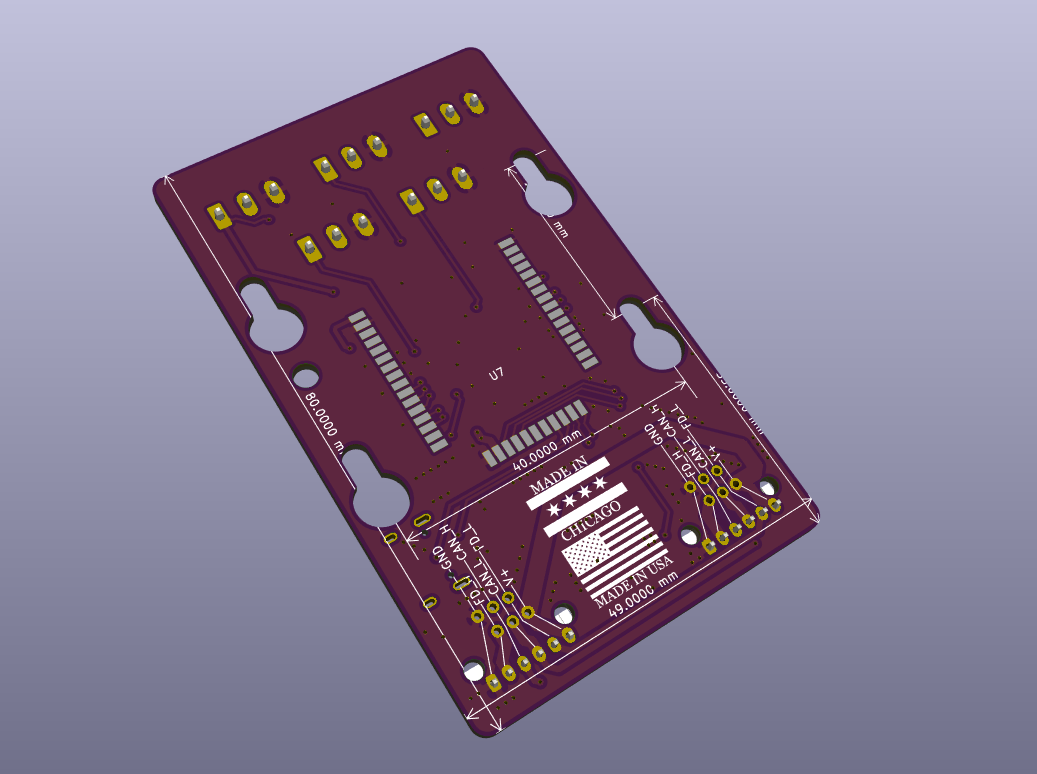 U7
80.0000
40.0000 mm
MADE IN
CHiCAGO
MADE IN USA
49.0000 mm
GND
CAN_H
FD_H
CAN_L
FD_L
V+
GND
CAN_H
FD_H
CAN_L
FD_L
V+
mm